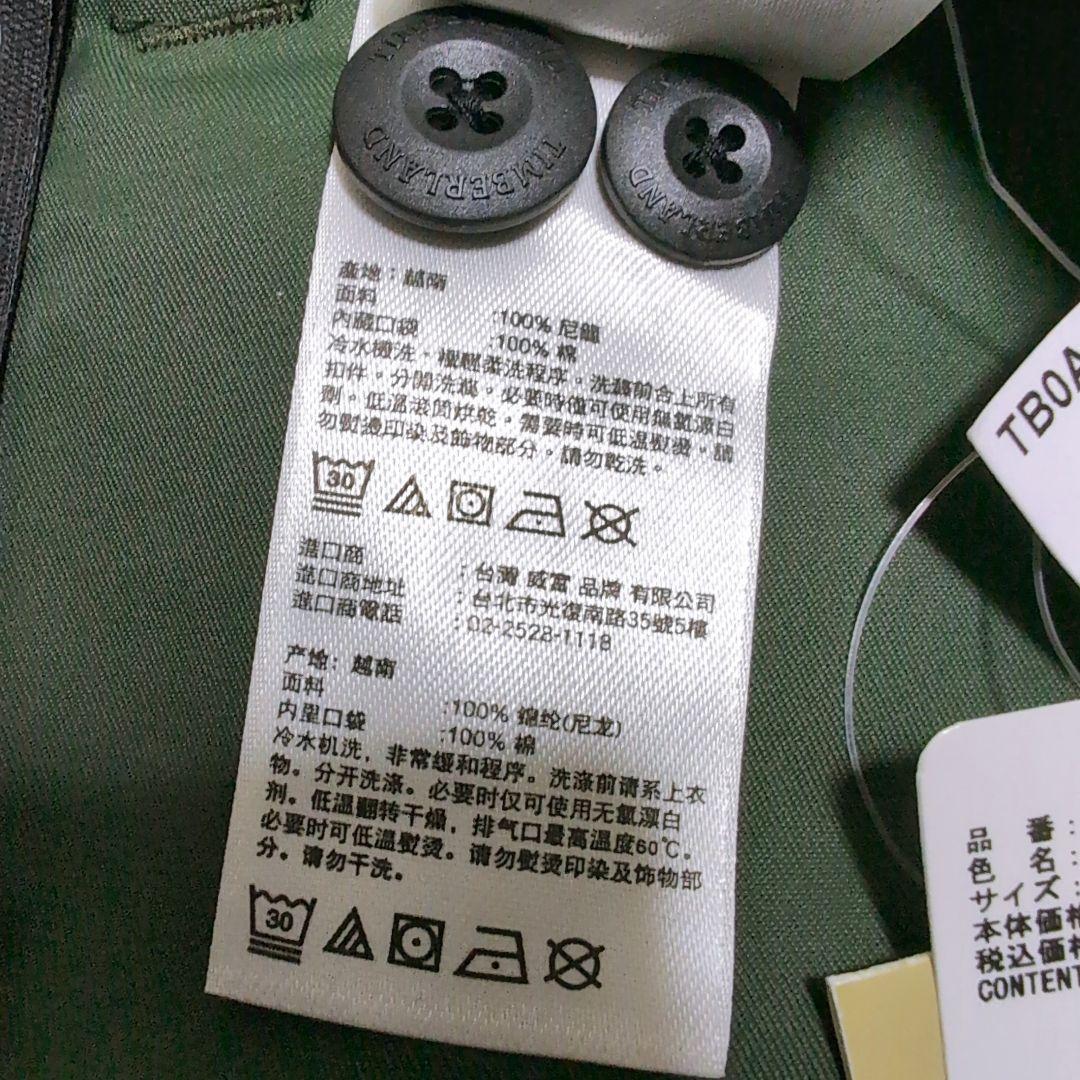 TIMBERLAND
TIMBERLAND
產地：越南
面料 :100% 尼龍
內藏口袋 :100% 棉
冷水機洗。極輕柔洗程序。洗滌前合上所有
扣件。分開洗滌。必要時僅可使用無氯漂白
劑。低溫滾筒烘乾。需要時可低溫熨燙。請
勿熨燙印染及飾物部分。請勿乾洗。
30
進口商 : 台灣 威富 品牌 有限公司
進口商地址 : 台北市光復南路35號5樓
進口商電話 : 02-2528-1118
产地：越南
面料 :100% 锦纶(尼龙)
内里口袋 :100% 棉
冷水机洗，非常缓和程序。洗涤前请系上衣
物。分开洗涤。必要时仅可使用无氯漂白
剂。低温翻转干燥，排气口最高温度60℃。
必要时可低温熨烫。请勿熨烫印染及饰物部
分。请勿干洗。
30
TB0A
品 番:
色 名:
サイズ:
本体価格
税込価格
CONTENT